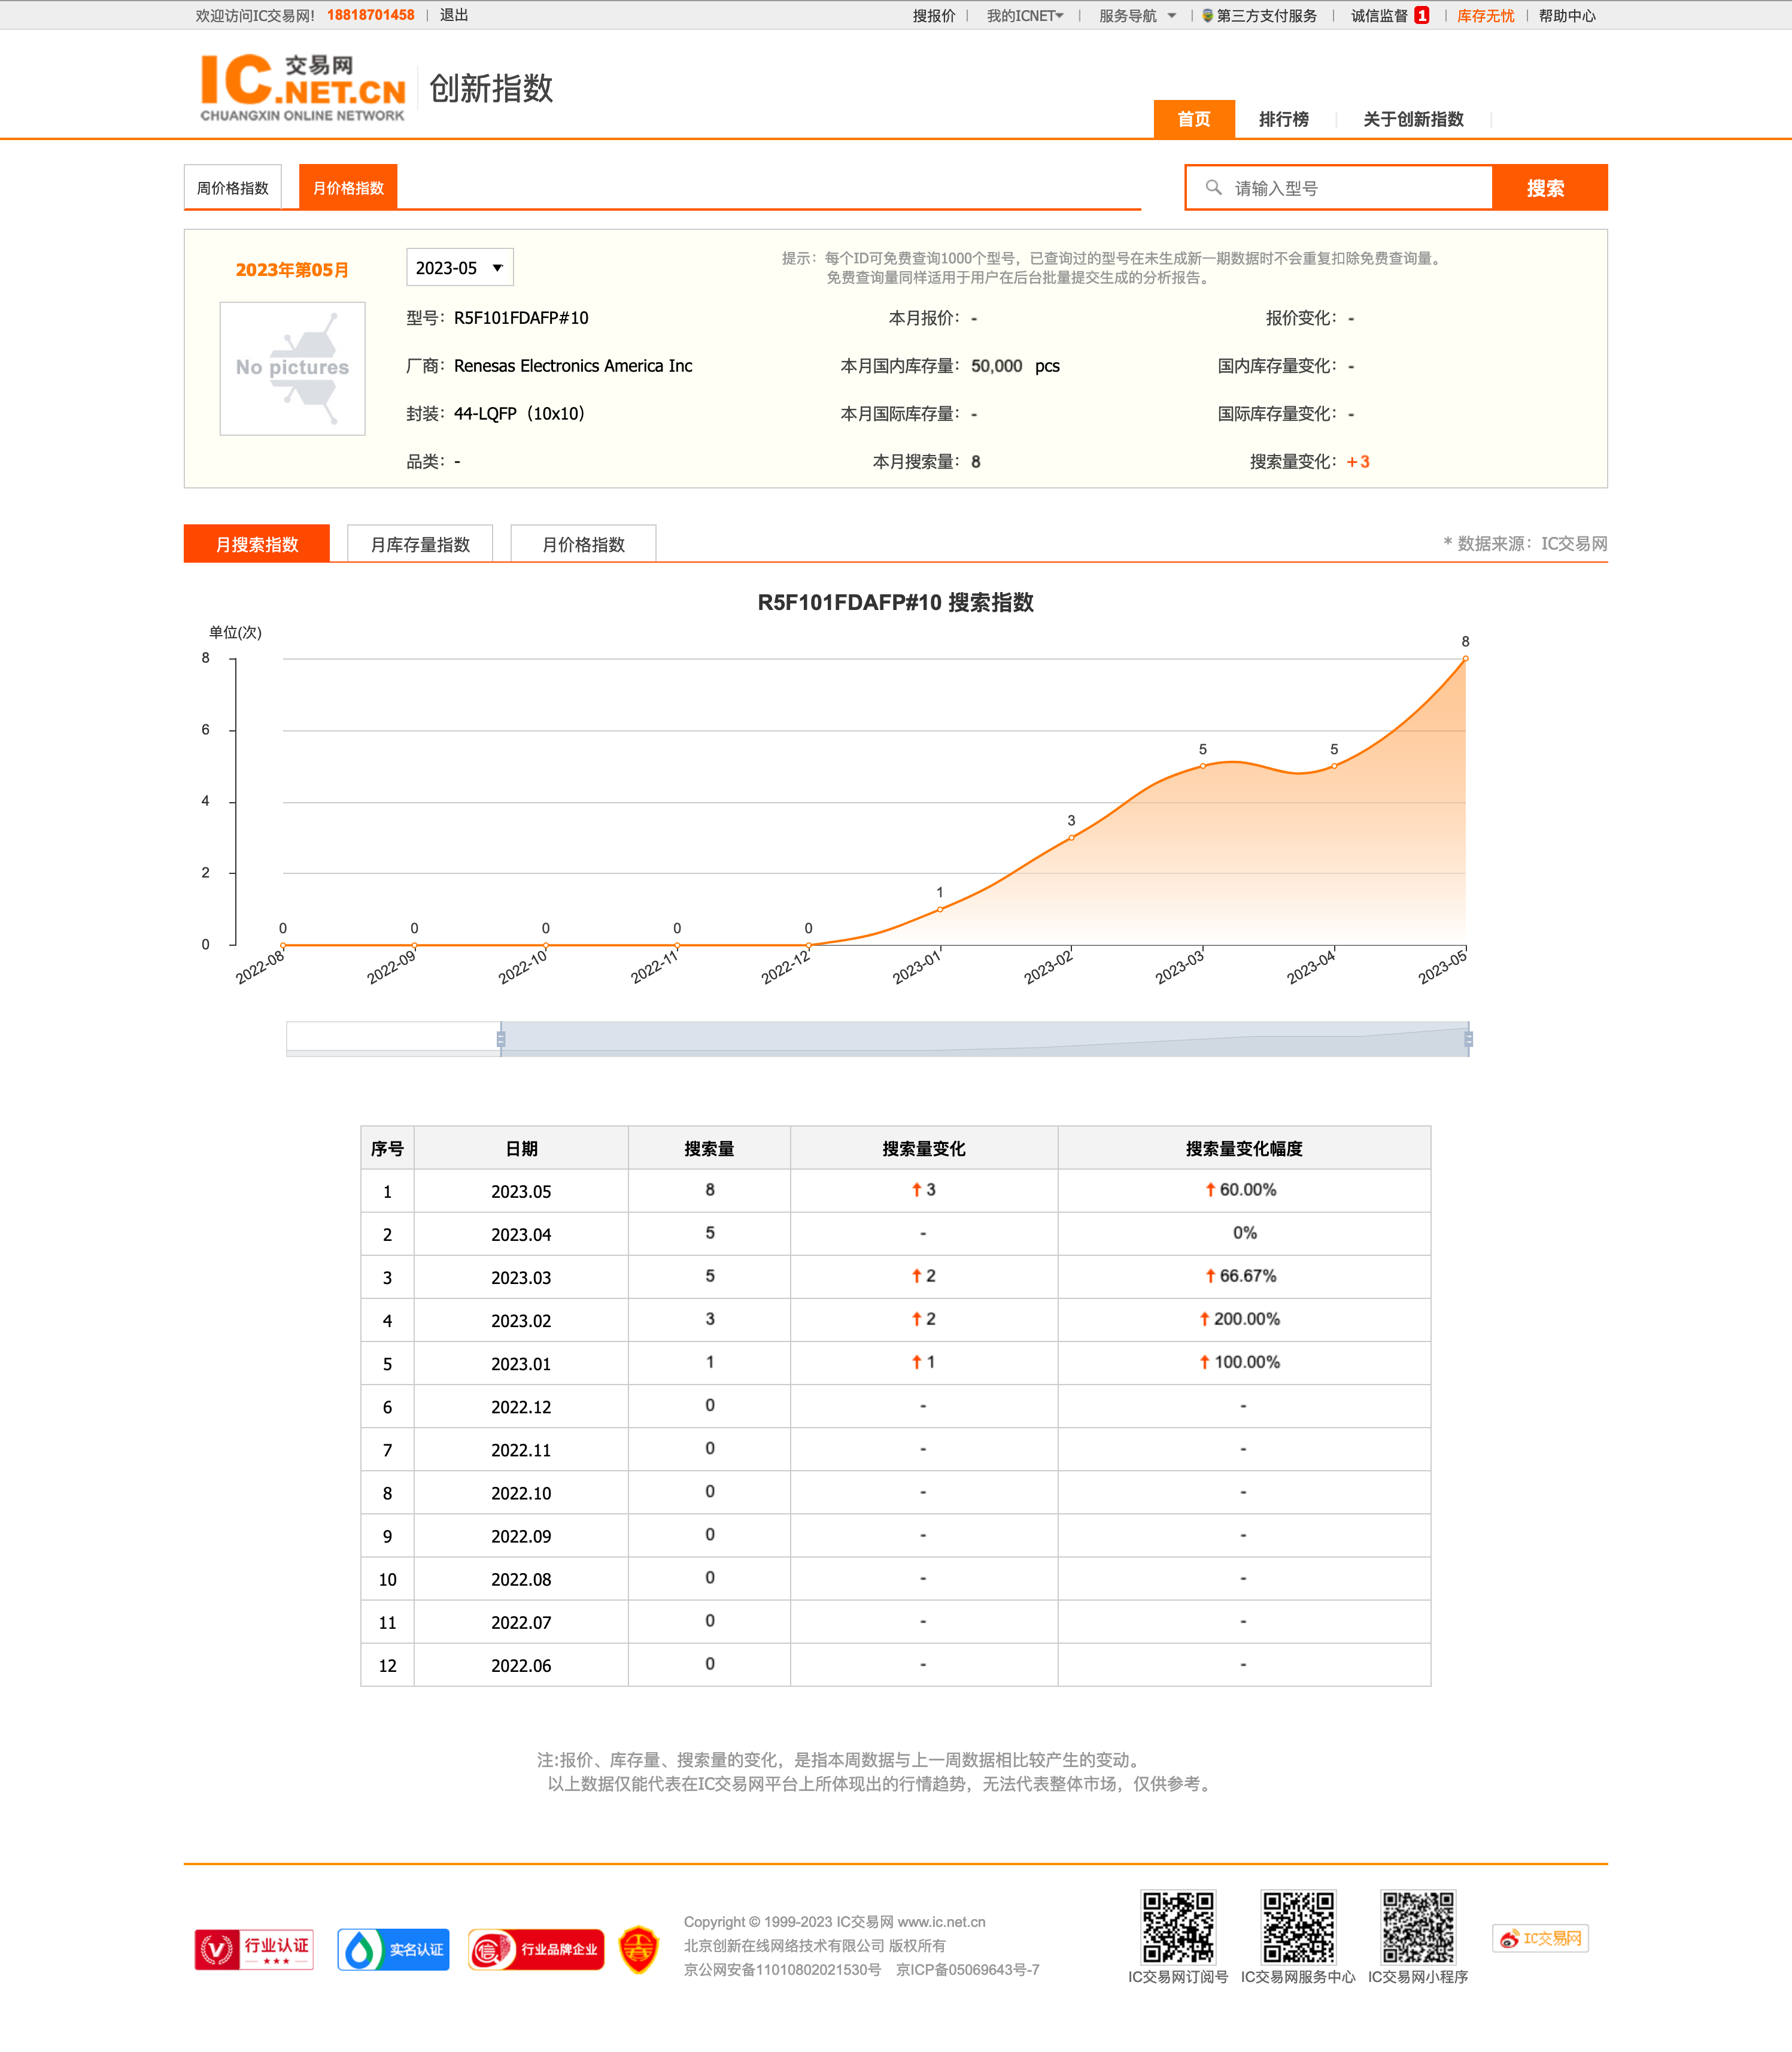 欢迎访问IC交易网! 18818701458 | 退出 搜报价 | 我的ICNET | 服务导航 | 第三方支付服务 | 诚信监督 1 | 库存无忧 | 帮助中心
IC交易网
.NET.CN 创新指数
CHUANGXIN ONLINE NETWORK
首页 排行榜 关于创新指数
周价格指数 月价格指数 请输入型号 搜索
2023年第05月 2023-05 提示：每个ID可免费查询1000个型号，已查询过的型号在未生成新一期数据时不会重复扣除免费查询量。
免费查询量同样适用于用户在后台批量提交生成的分析报告。
No pictures
型号：R5F101FDAFP#10 本月报价：- 报价变化：-
厂商：Renesas Electronics America Inc 本月国内库存量：50,000 pcs 国内库存量变化：-
封装：44-LQFP（10x10） 本月国际库存量：- 国际库存量变化：-
品类：- 本月搜索量：8 搜索量变化：+3
月搜索指数 月库存量指数 月价格指数 * 数据来源：IC交易网
R5F101FDAFP#10 搜索指数
单位(次)
8
6
4
2
0
0 0 0 0 0 1 3 5 5 8
2022-08 2022-09 2022-10 2022-11 2022-12 2023-01 2023-02 2023-03 2023-04 2023-05
序号 日期 搜索量 搜索量变化 搜索量变化幅度
1 2023.05 8 ↑3 ↑60.00%
2 2023.04 5 - 0%
3 2023.03 5 ↑2 ↑66.67%
4 2023.02 3 ↑2 ↑200.00%
5 2023.01 1 ↑1 ↑100.00%
6 2022.12 0 - -
7 2022.11 0 - -
8 2022.10 0 - -
9 2022.09 0 - -
10 2022.08 0 - -
11 2022.07 0 - -
12 2022.06 0 - -
注:报价、库存量、搜索量的变化，是指本周数据与上一周数据相比较产生的变动。
以上数据仅能代表在IC交易网平台上所体现出的行情趋势，无法代表整体市场，仅供参考。
行业认证 实名认证 信 行业品牌企业
Copyright © 1999-2023 IC交易网 www.ic.net.cn
北京创新在线网络技术有限公司 版权所有
京公网安备11010802021530号 京ICP备05069643号-7
IC交易网订阅号 IC交易网服务中心 IC交易网小程序
IC交易网